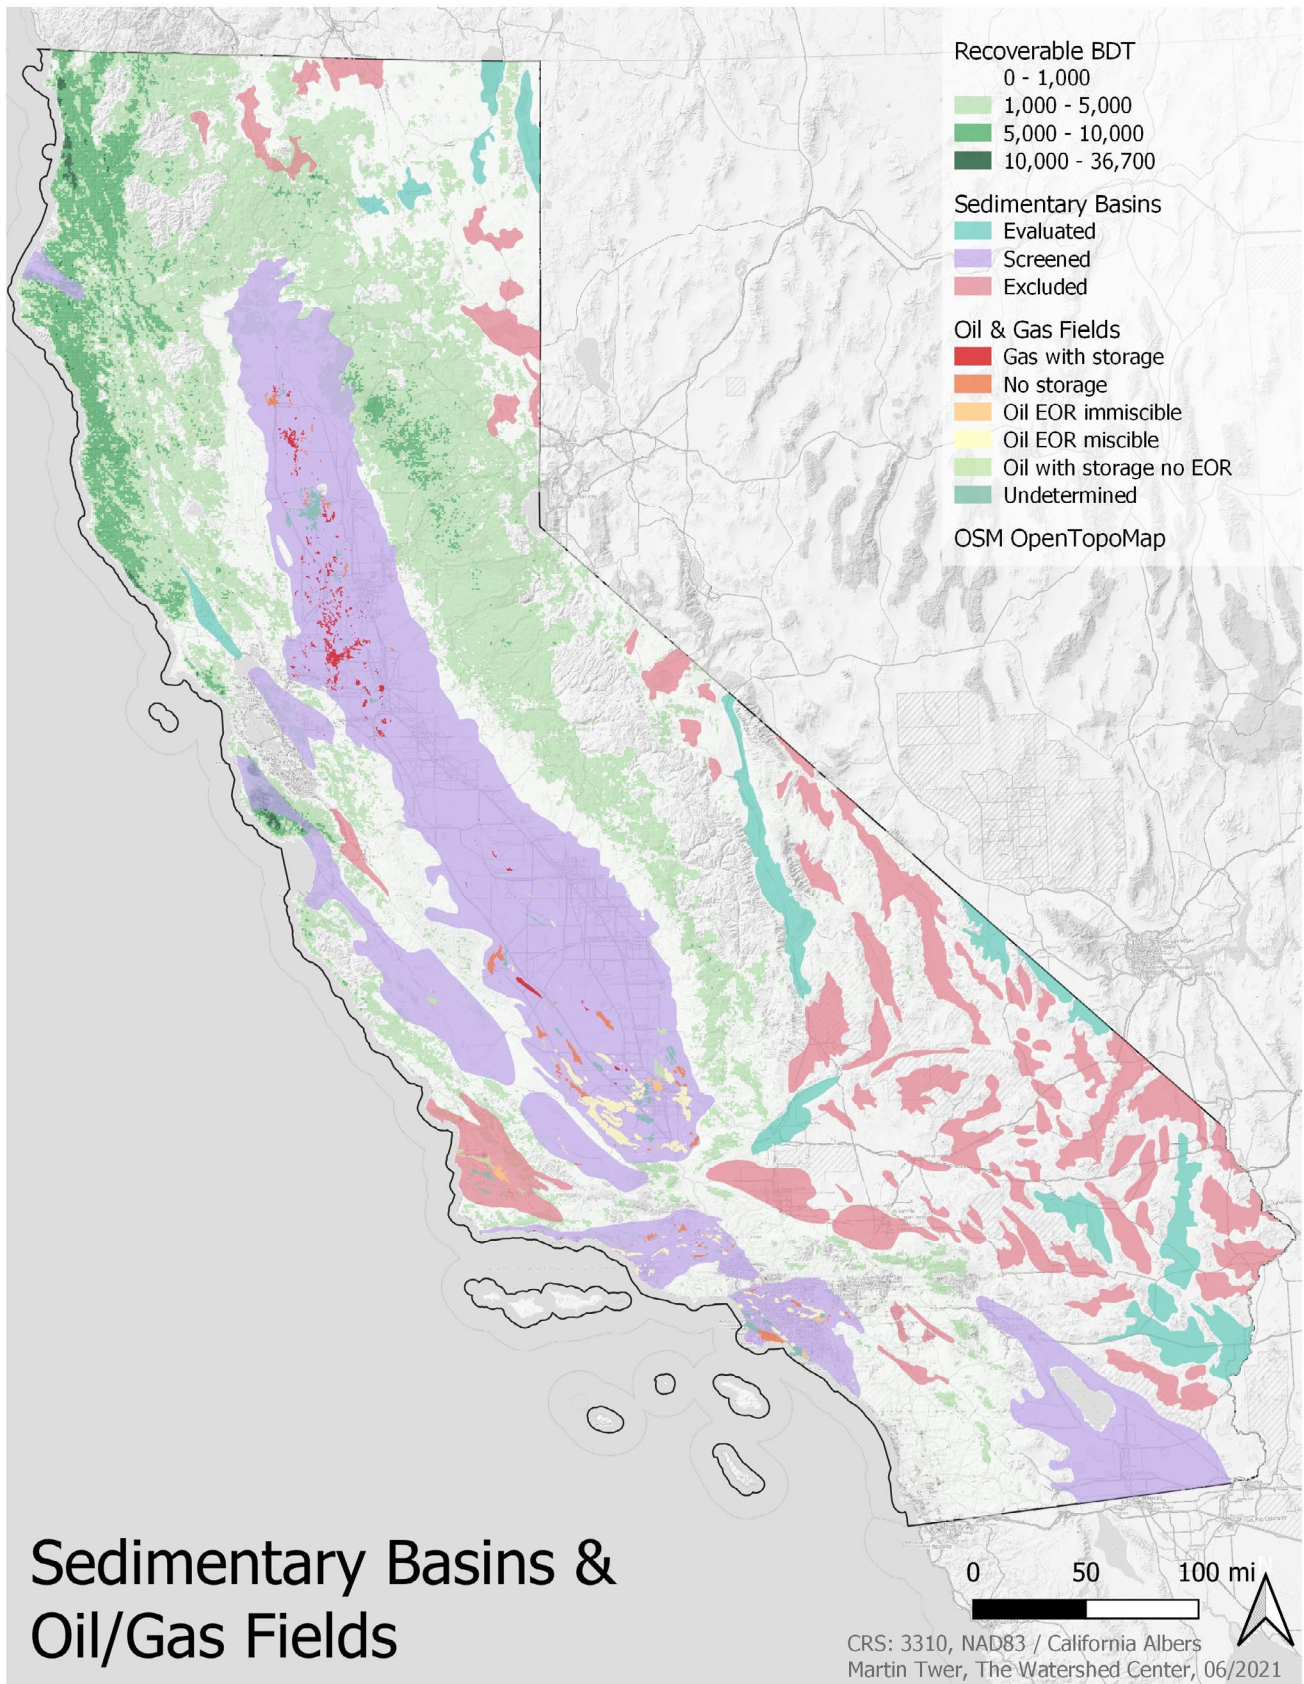 Recoverable BDT
0 - 1,000
1,000 - 5,000
5,000 - 10,000
10,000 - 36,700
Sedimentary Basins
Evaluated
Screened
Excluded
Oil & Gas Fields
Gas with storage
No storage
Oil EOR immiscible
Oil EOR miscible
Oil with storage no EOR
Undetermined
OSM OpenTopoMap
Sedimentary Basins &
Oil/Gas Fields
0 50 100 mi
N
CRS: 3310, NAD83 / California Albers
Martin Twer, The Watershed Center, 06/2021